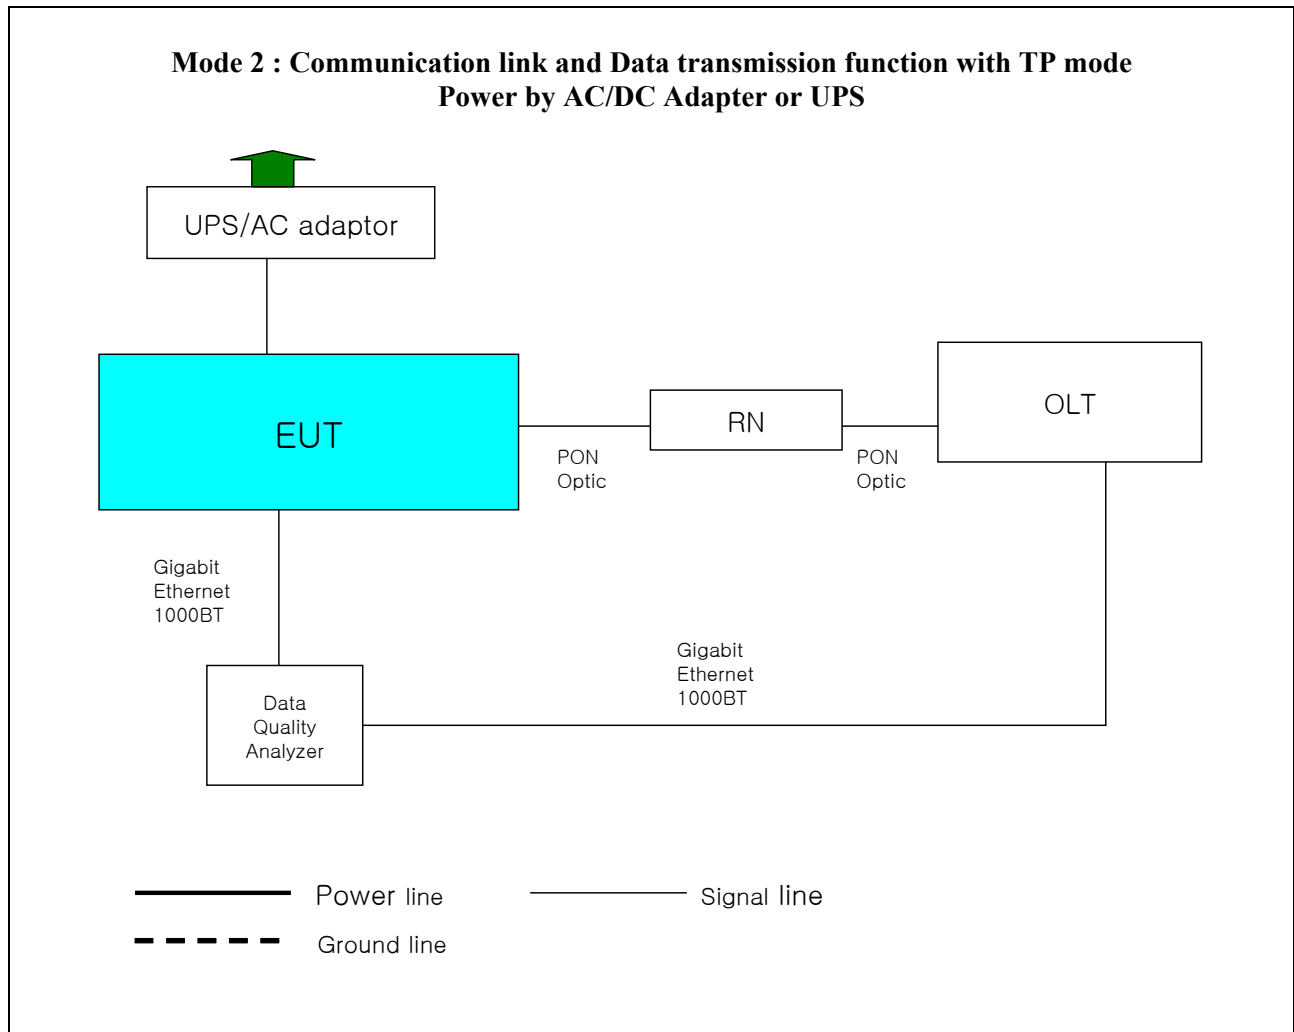 Mode 2 : Communication link and Data transmission function with TP mode
Power by AC/DC Adapter or UPS
UPS/AC adaptor
EUT
RN
OLT
PON
Optic
PON
Optic
Gigabit
Ethernet
1000BT
Gigabit
Ethernet
1000BT
Data
Quality
Analyzer
Power line
Signal line
Ground line